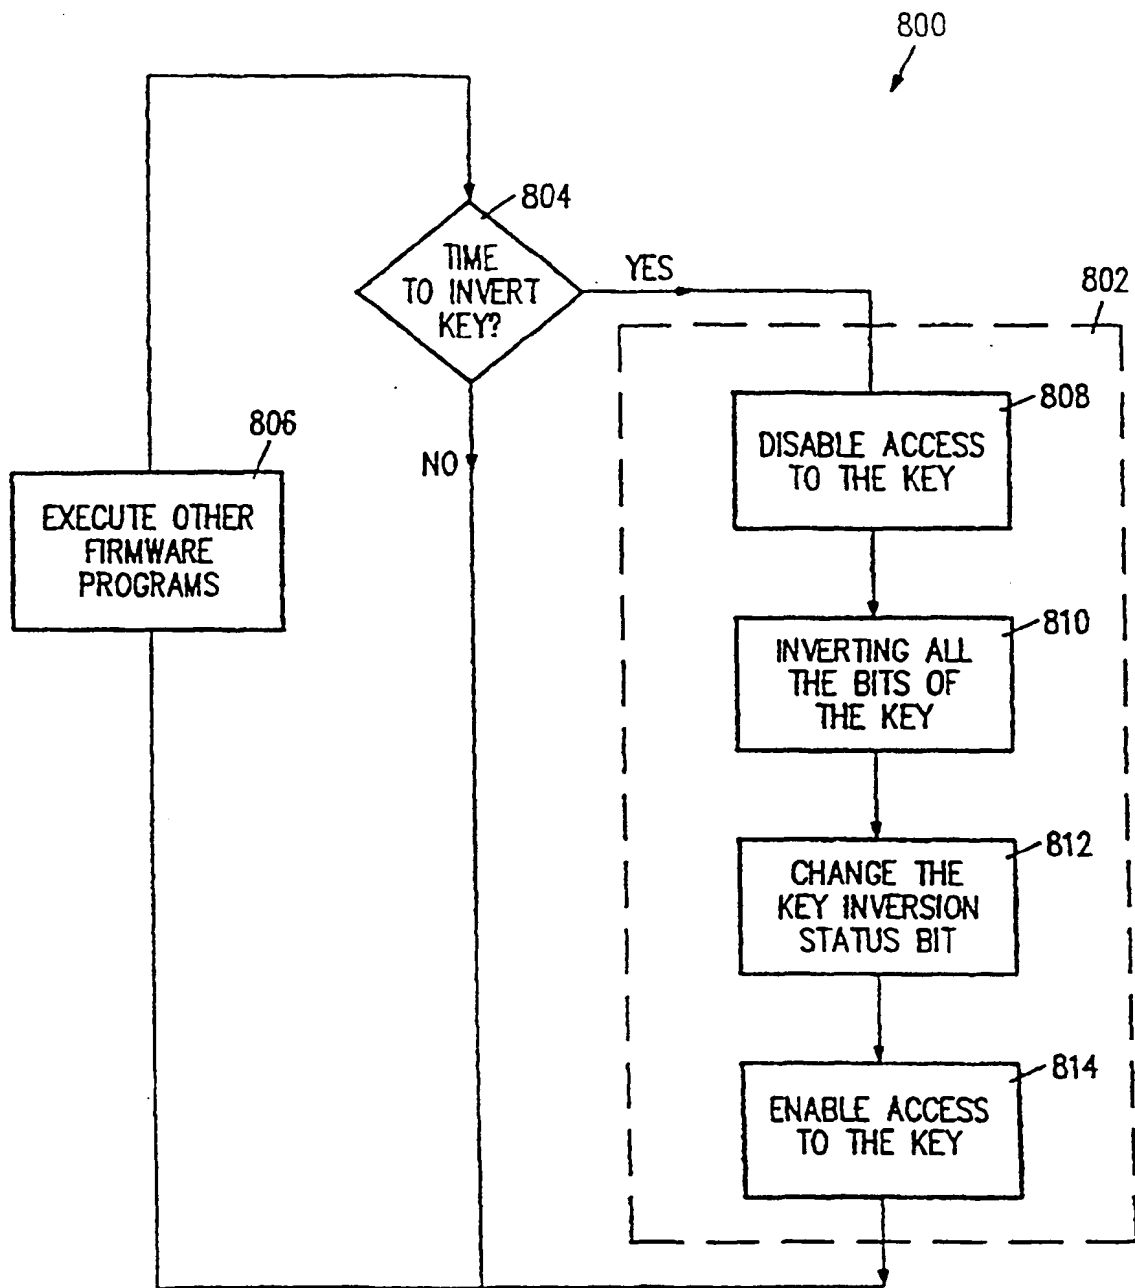 800
804
TIME
TO INVERT
KEY?
YES
802
808
DISABLE ACCESS
TO THE KEY
NO
806
EXECUTE OTHER
FIRMWARE
PROGRAMS
810
INVERTING ALL
THE BITS OF
THE KEY
812
CHANGE THE
KEY INVERSION
STATUS BIT
814
ENABLE ACCESS
TO THE KEY